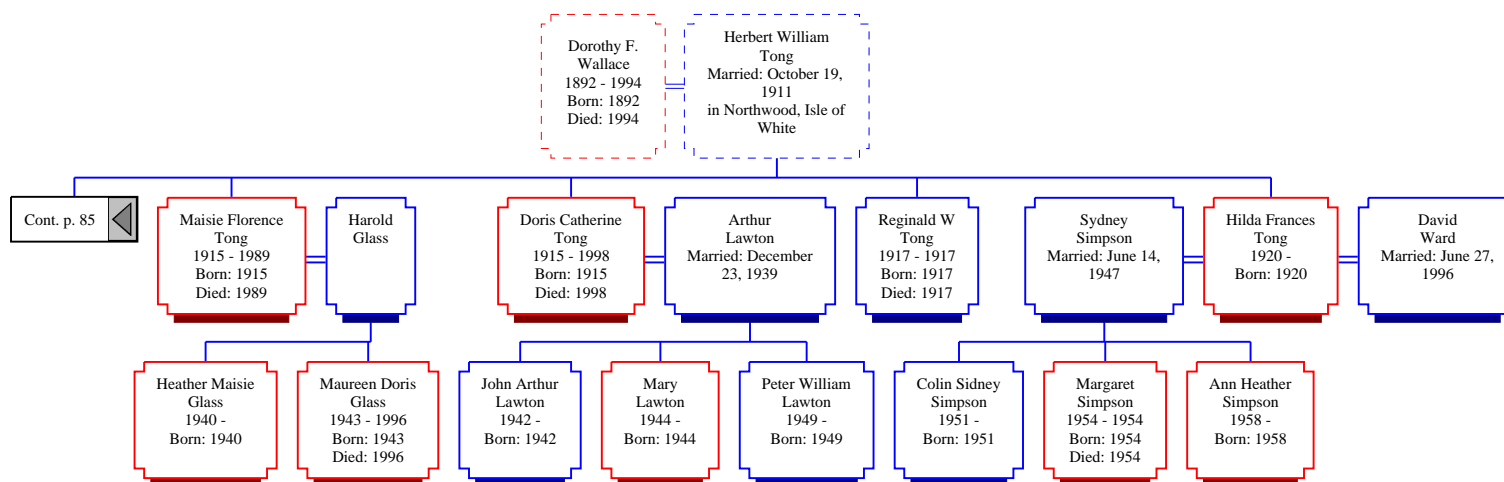 Dorothy F.
Wallace
1892 - 1994
Born: 1892
Died: 1994
Herbert William
Tong
Married: October 19,
1911
in Northwood, Isle of
White
Cont. p. 85
Maisie Florence
Tong
1915 - 1989
Born: 1915
Died: 1989
Harold
Glass
Doris Catherine
Tong
1915 - 1998
Born: 1915
Died: 1998
Arthur
Lawton
Married: December
23, 1939
Reginald W
Tong
1917 - 1917
Born: 1917
Died: 1917
Sydney
Simpson
Married: June 14,
1947
Hilda Frances
Tong
1920 -
Born: 1920
David
Ward
Married: June 27,
1996
Heather Maisie
Glass
1940 -
Born: 1940
Maureen Doris
Glass
1943 - 1996
Born: 1943
Died: 1996
John Arthur
Lawton
1942 -
Born: 1942
Mary
Lawton
1944 -
Born: 1944
Peter William
Lawton
1949 -
Born: 1949
Colin Sidney
Simpson
1951 -
Born: 1951
Margaret
Simpson
1954 - 1954
Born: 1954
Died: 1954
Ann Heather
Simpson
1958 -
Born: 1958